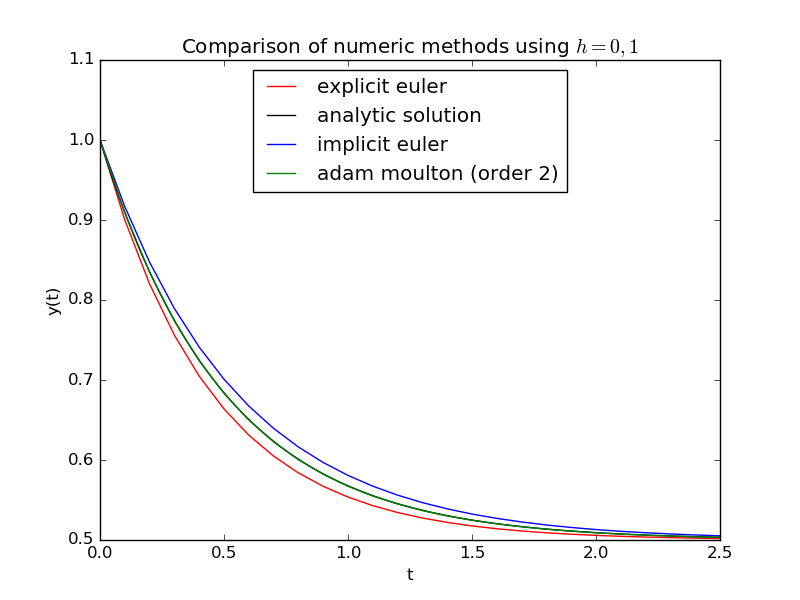 Comparison of numeric methods using h = 0, 1
explicit euler
analytic solution
implicit euler
adam moulton (order 2)
1.1
1.0
0.9
0.8
0.7
0.6
0.5
y(t)
0.0 0.5 1.0 1.5 2.0 2.5
t